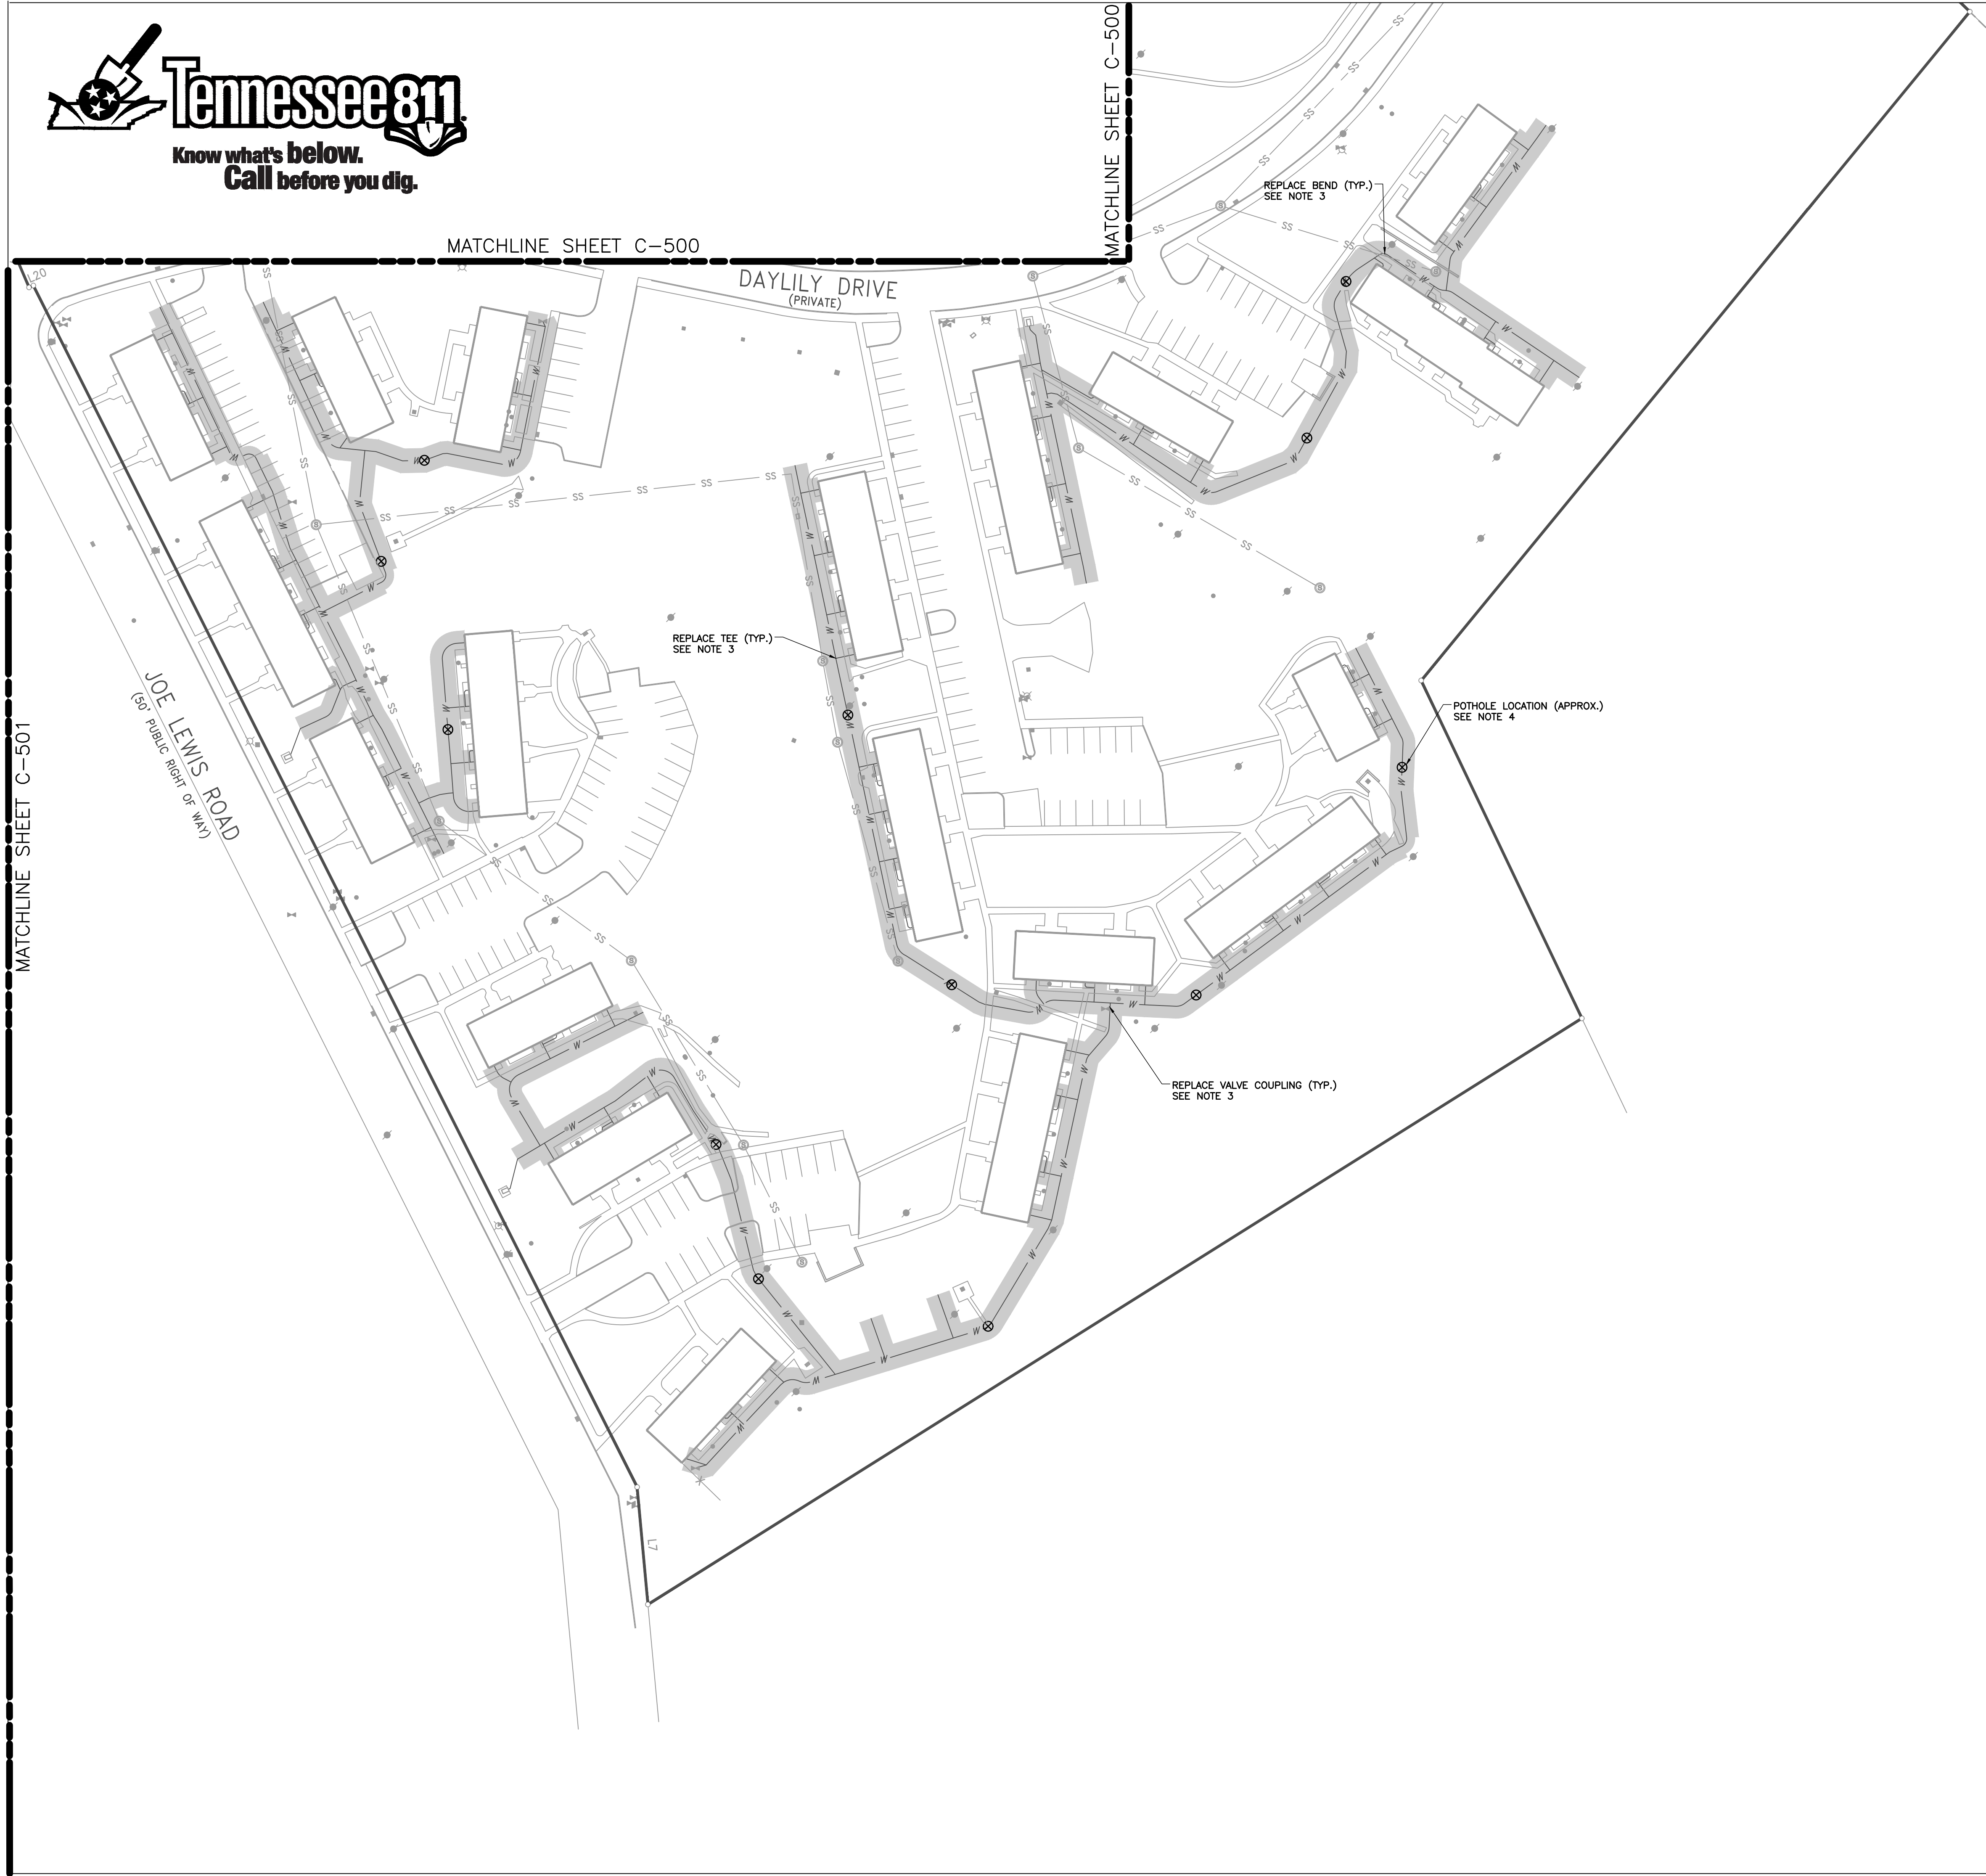 Tennessee 811
Know what's below.
Call before you dig.
MATCHLINE SHEET C-500
MATCHLINE SHEET C-500
MATCHLINE SHEET C-501
L20
DAYLILY DRIVE
(PRIVATE)
REPLACE BEND (TYP.)
SEE NOTE 3
REPLACE TEE (TYP.)
SEE NOTE 3
POTHOLE LOCATION (APPROX.)
SEE NOTE 4
JOE LEWIS ROAD
(50' PUBLIC RIGHT OF WAY)
REPLACE VALVE COUPLING (TYP.)
SEE NOTE 3
L7